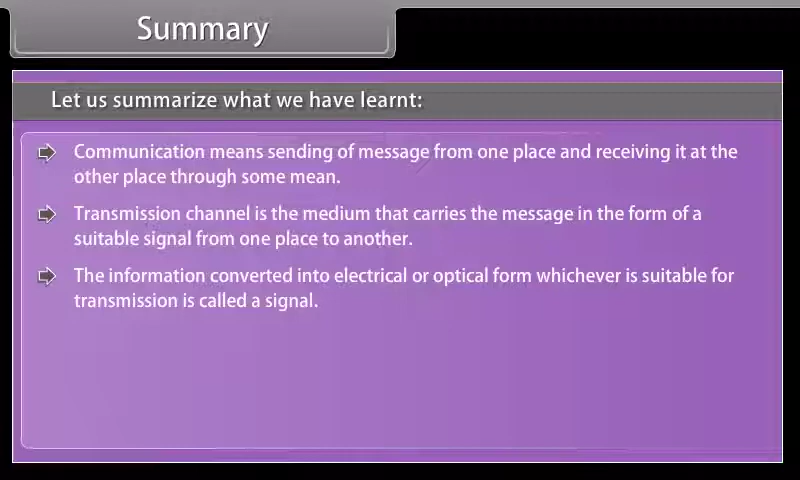 Summary
Let us summarize what we have learnt:
Communication means sending of message from one place and receiving it at the
other place through some mean.
Transmission channel is the medium that carries the message in the form of a
suitable signal from one place to another.
The information converted into electrical or optical form whichever is suitable for
transmission is called a signal.